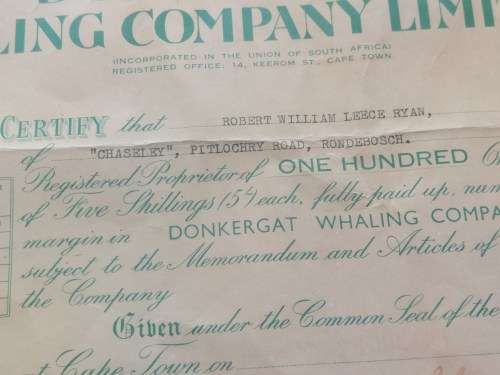 LING COMPANY LIM
(INCORPORATED IN THE UNION OF SOUTH AFRICA)
REGISTERED OFFICE: 14, KEEROM ST., CAPE TOWN
CERTIFY that ROBERT WILLIAM LEECE RYAN,
of "CHASELEY", PITLOCHRY ROAD, RONDEBOSCH.
Registered Proprietor of ONE HUNDRED O
of Five Shillings (5/-) each, fully paid up, num
margin in DONKERGAT WHALING COMPA
subject to the Memorandum and Articles of
the Company
Given under the Common Seal of the
at Cape Town on